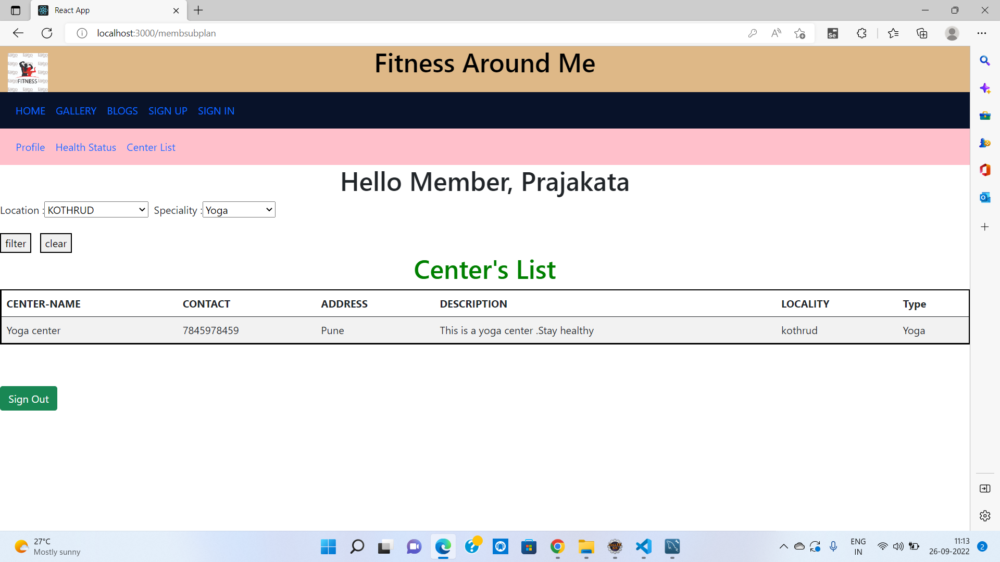 React App
localhost:3000/membsubplan
Se
Fitness Around Me
FITNESS
HOME GALLERY BLOGS SIGN UP SIGN IN
Profile Health Status Center List
Hello Member, Prajakata
Location : KOTHRUD Speciality : Yoga
filter clear
Center's List
CENTER-NAME CONTACT ADDRESS DESCRIPTION LOCALITY Type
Yoga center 7845978459 Pune This is a yoga center .Stay healthy kothrud Yoga
Sign Out
27°C
Mostly sunny
ENG
IN
11:13
26-09-2022
2